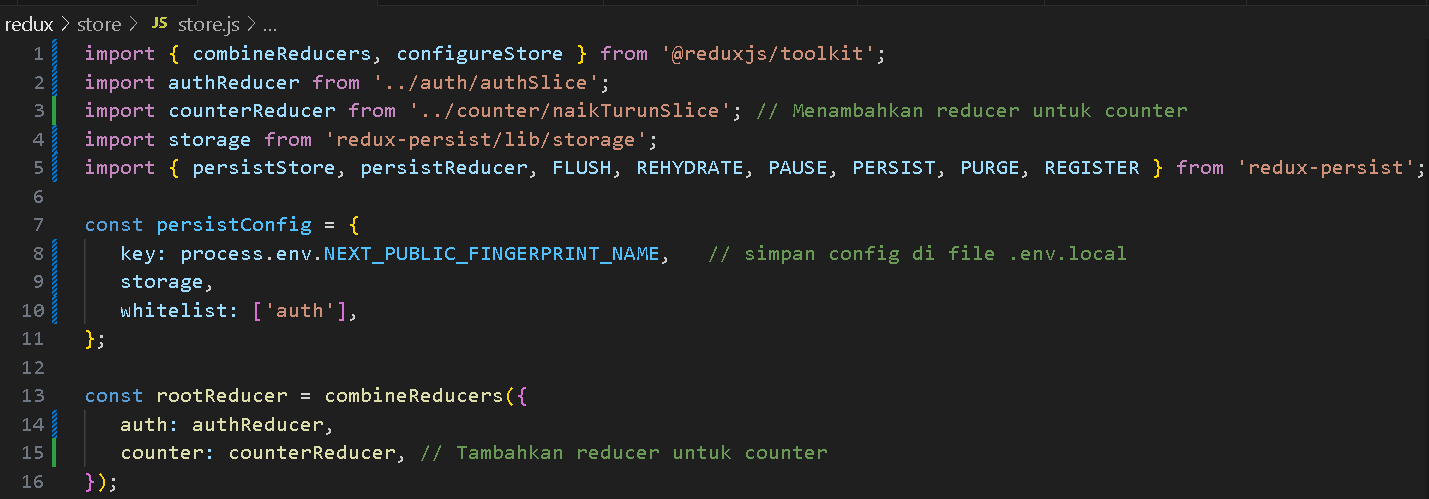 redux > store > JS store.js > ...
1 import { combineReducers, configureStore } from '@reduxjs/toolkit';
2 import authReducer from '../auth/authSlice';
3 import counterReducer from '../counter/naikTurunSlice'; // Menambahkan reducer untuk counter
4 import storage from 'redux-persist/lib/storage';
5 import { persistStore, persistReducer, FLUSH, REHYDRATE, PAUSE, PERSIST, PURGE, REGISTER } from 'redux-persist';
6
7 const persistConfig = {
8    key: process.env.NEXT_PUBLIC_FINGERPRINT_NAME,   // simpan config di file .env.local
9    storage,
10    whitelist: ['auth'],
11 };
12
13 const rootReducer = combineReducers({
14    auth: authReducer,
15    counter: counterReducer, // Tambahkan reducer untuk counter
16 });